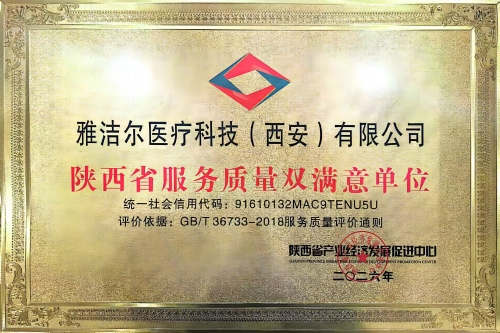 雅洁尔医疗科技（西安）有限公司
陕西省服务质量双满意单位
统一社会信用代码：91610132MAC9TENU5U
评价依据：GB/T 36733-2018服务质量评价通则
陕西省产业经济发展促进中心
二〇二六年